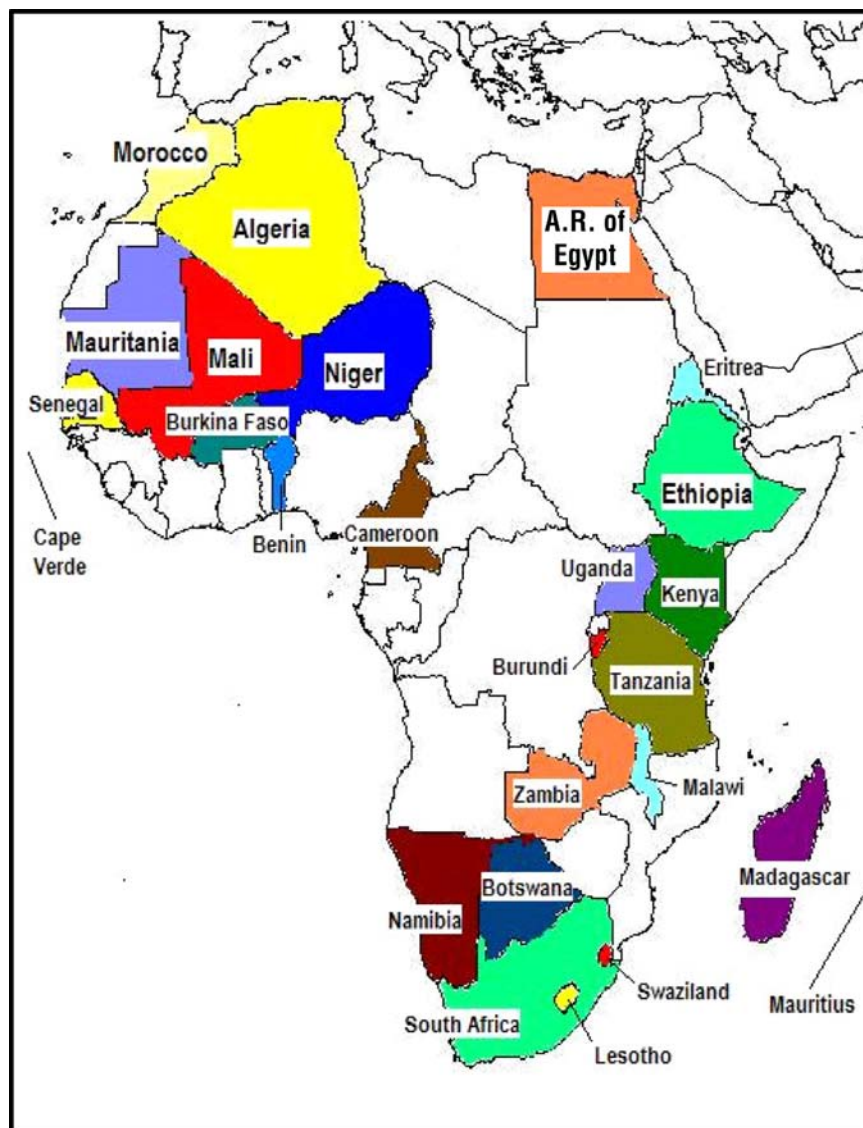 Morocco
Algeria
A.R. of
Egypt
Mauritania
Mali
Niger
Eritrea
Senegal
Burkina Faso
Ethiopia
Cape
Verde
Benin
Cameroon
Uganda
Kenya
Burundi
Tanzania
Zambia
Malawi
Botswana
Madagascar
Namibia
Swaziland
Mauritius
South Africa
Lesotho